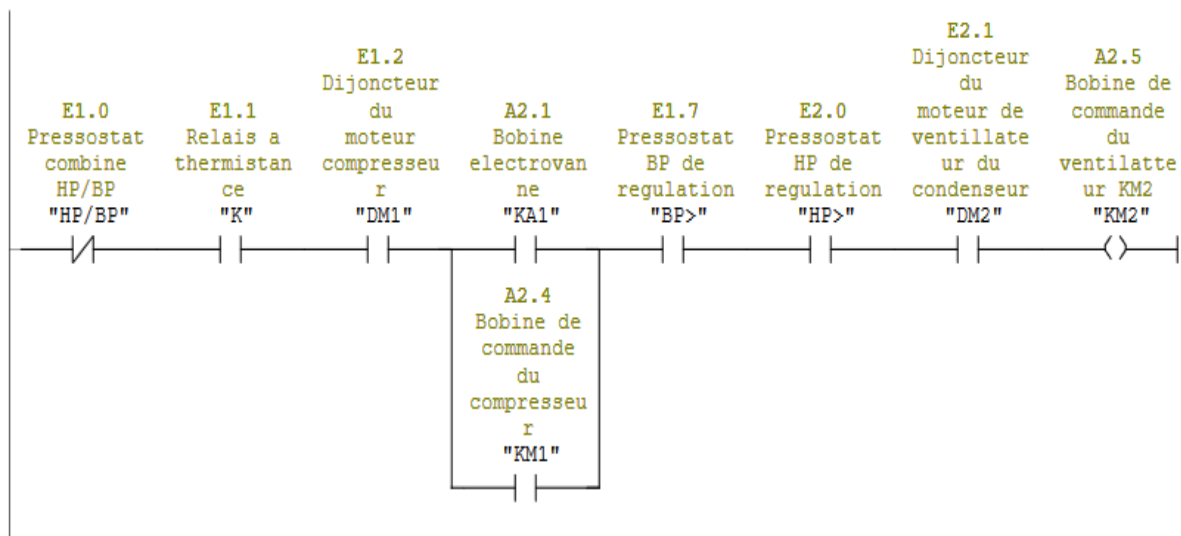 E1.0
Pressostat
combine
HP/BP
"HP/BP"
E1.1
Relais a
thermistan
ce
"K"
E1.2
Dijoncteur
du
moteur
compresseu
r
"DM1"
A2.1
Bobine
electrovan
ne
"KA1"
E1.7
Pressostat
BP de
regulation
"BP>"
E2.0
Pressostat
HP de
regulation
"HP>"
E2.1
Dijoncteur
du
moteur de
ventillate
ur du
condenseur
"DM2"
A2.5
Bobine de
commande
du
ventilatte
ur KM2
"KM2"
A2.4
Bobine de
commande
du
compresseu
r
"KM1"